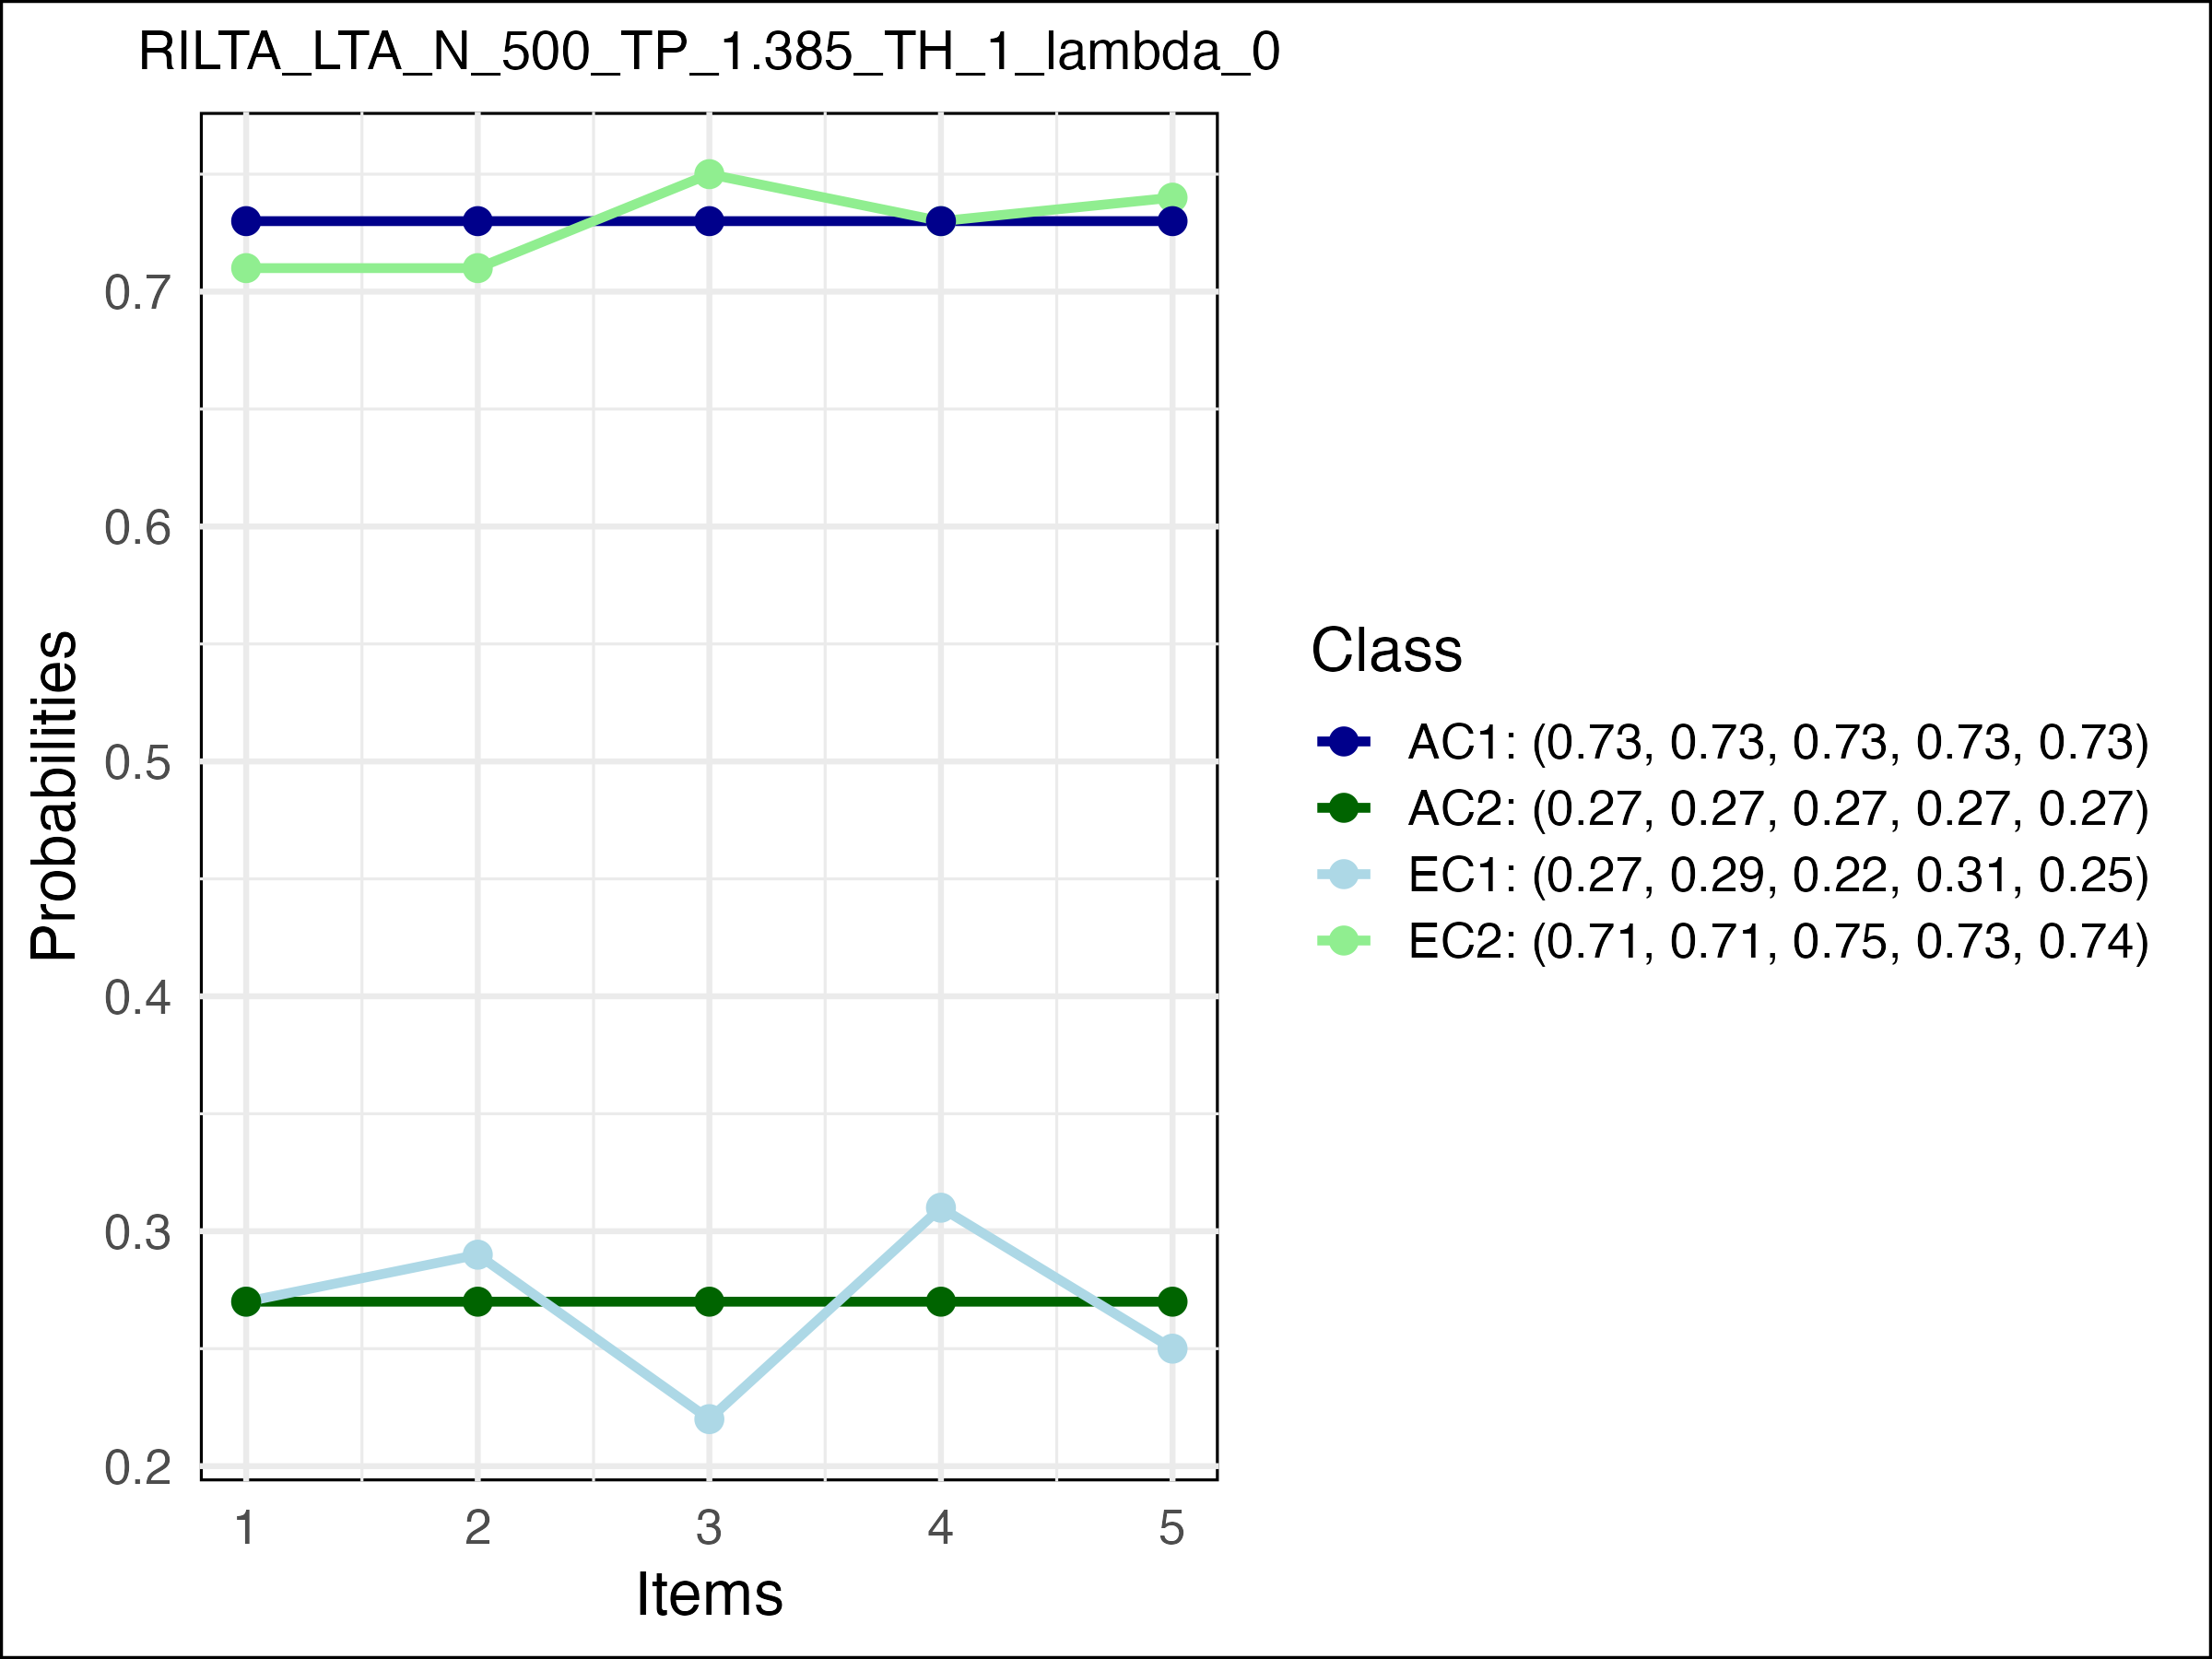 RILTA_LTA_N_500_TP_1.385_TH_1_lambda_0
Probabilities
0.7
0.6
0.5
0.4
0.3
0.2
1 2 3 4 5
Items
Class
AC1: (0.73, 0.73, 0.73, 0.73, 0.73)
AC2: (0.27, 0.27, 0.27, 0.27, 0.27)
EC1: (0.27, 0.29, 0.22, 0.31, 0.25)
EC2: (0.71, 0.71, 0.75, 0.73, 0.74)